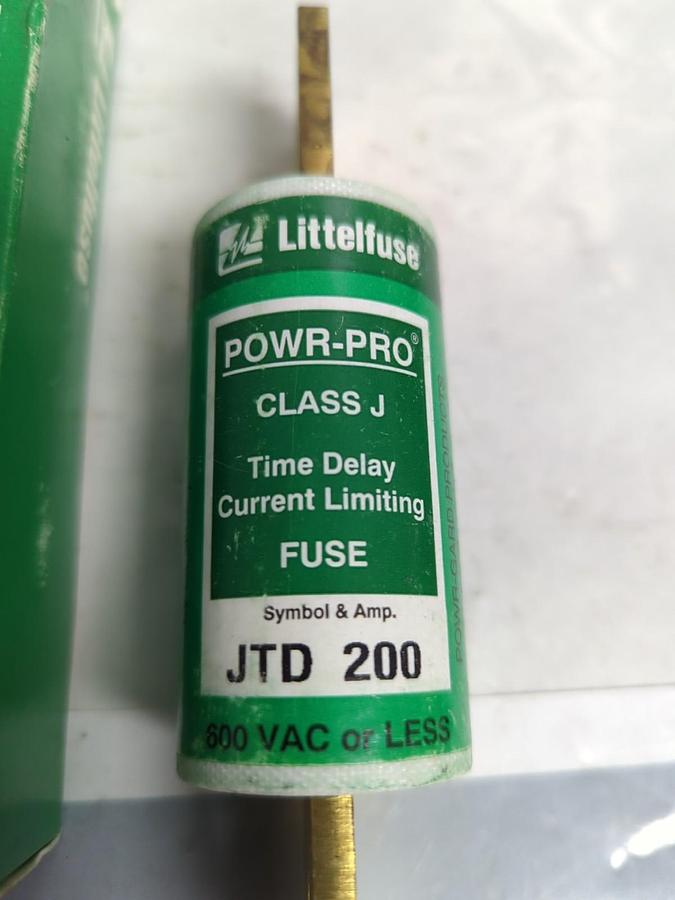 Littelfuse
POWR-PRO®
CLASS J
Time Delay
Current Limiting
FUSE
Symbol & Amp.
JTD 200
600 VAC or LESS
POWR-GARD PRODUCTS